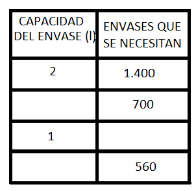 CAPACIDAD
DEL ENVASE (l)
ENVASES QUE
SE NECESITAN
2
1.400
700
1
560